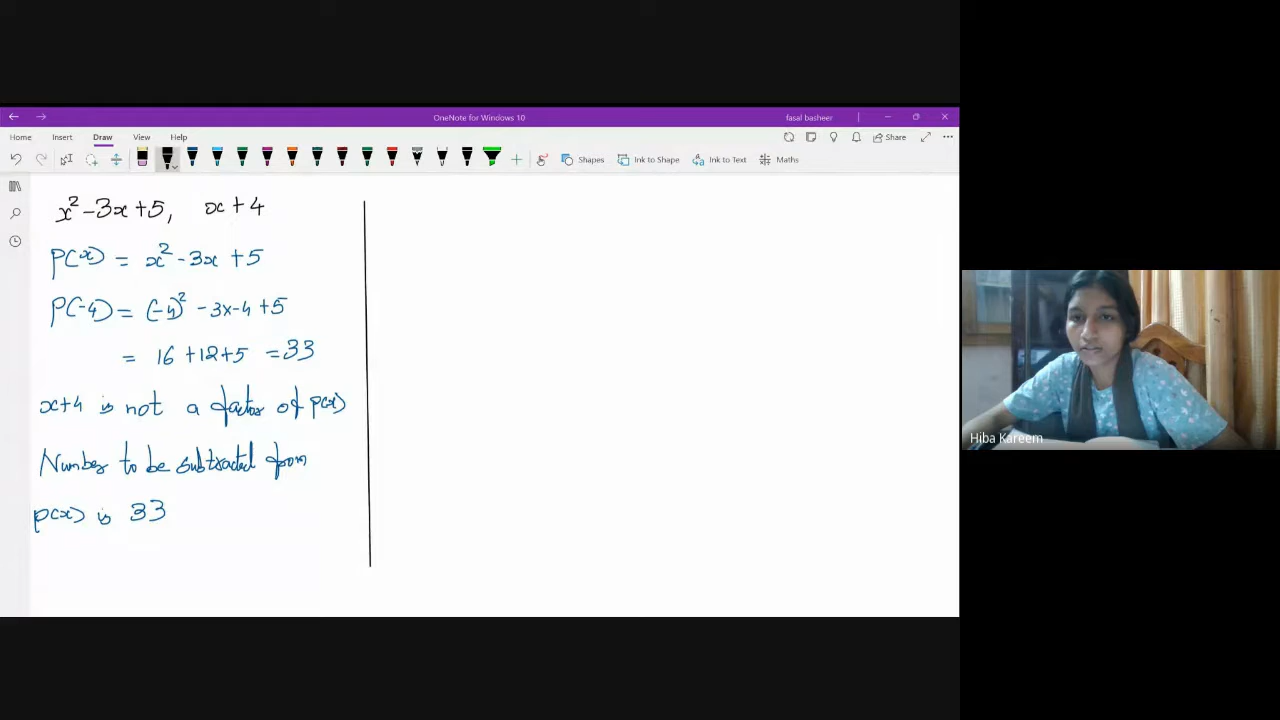 OneNote for Windows 10
fasal basheer
Home Insert Draw View Help
Share
Shapes Ink to Shape Ink to Text Maths
x² - 3x + 5, x + 4
P(x) = x² - 3x + 5
P(-4) = (-4)² - 3x-4 + 5
= 16 + 12 + 5 = 33
x+4 is not a factor of p(x)
Number to be subtracted from
p(x) is 33
Hiba Kareem